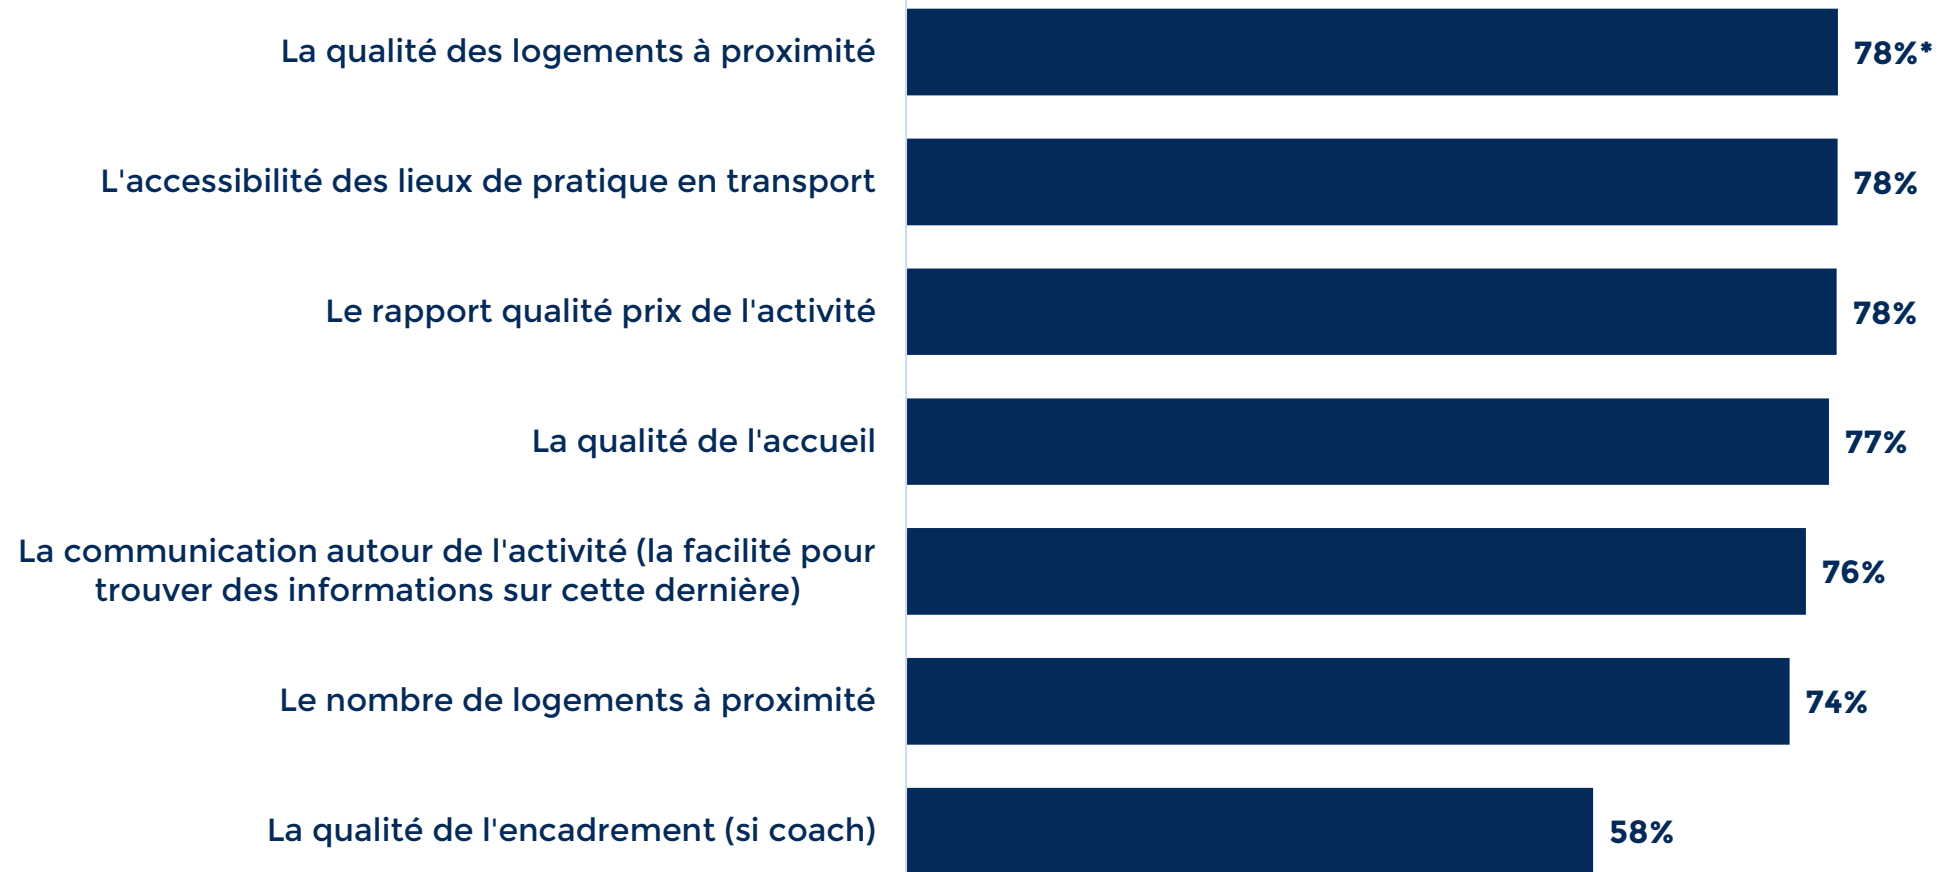 La qualité des logements à proximité 78%*
L'accessibilité des lieux de pratique en transport 78%
Le rapport qualité prix de l'activité 78%
La qualité de l'accueil 77%
La communication autour de l'activité (la facilité pour
trouver des informations sur cette dernière) 76%
Le nombre de logements à proximité 74%
La qualité de l'encadrement (si coach) 58%